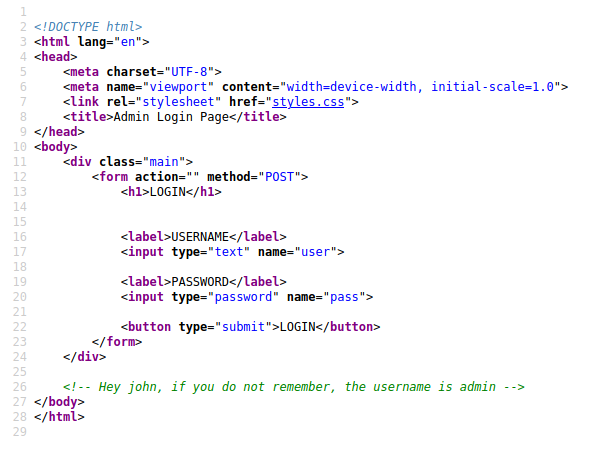 1
2 <!DOCTYPE html>
3 <html lang="en">
4 <head>
5     <meta charset="UTF-8">
6     <meta name="viewport" content="width=device-width, initial-scale=1.0">
7     <link rel="stylesheet" href="styles.css">
8     <title>Admin Login Page</title>
9 </head>
10 <body>
11     <div class="main">
12         <form action="" method="POST">
13             <h1>LOGIN</h1>
14
15
16             <label>USERNAME</label>
17             <input type="text" name="user">
18
19             <label>PASSWORD</label>
20             <input type="password" name="pass">
21
22             <button type="submit">LOGIN</button>
23         </form>
24     </div>
25
26     <!-- Hey john, if you do not remember, the username is admin -->
27 </body>
28 </html>
29